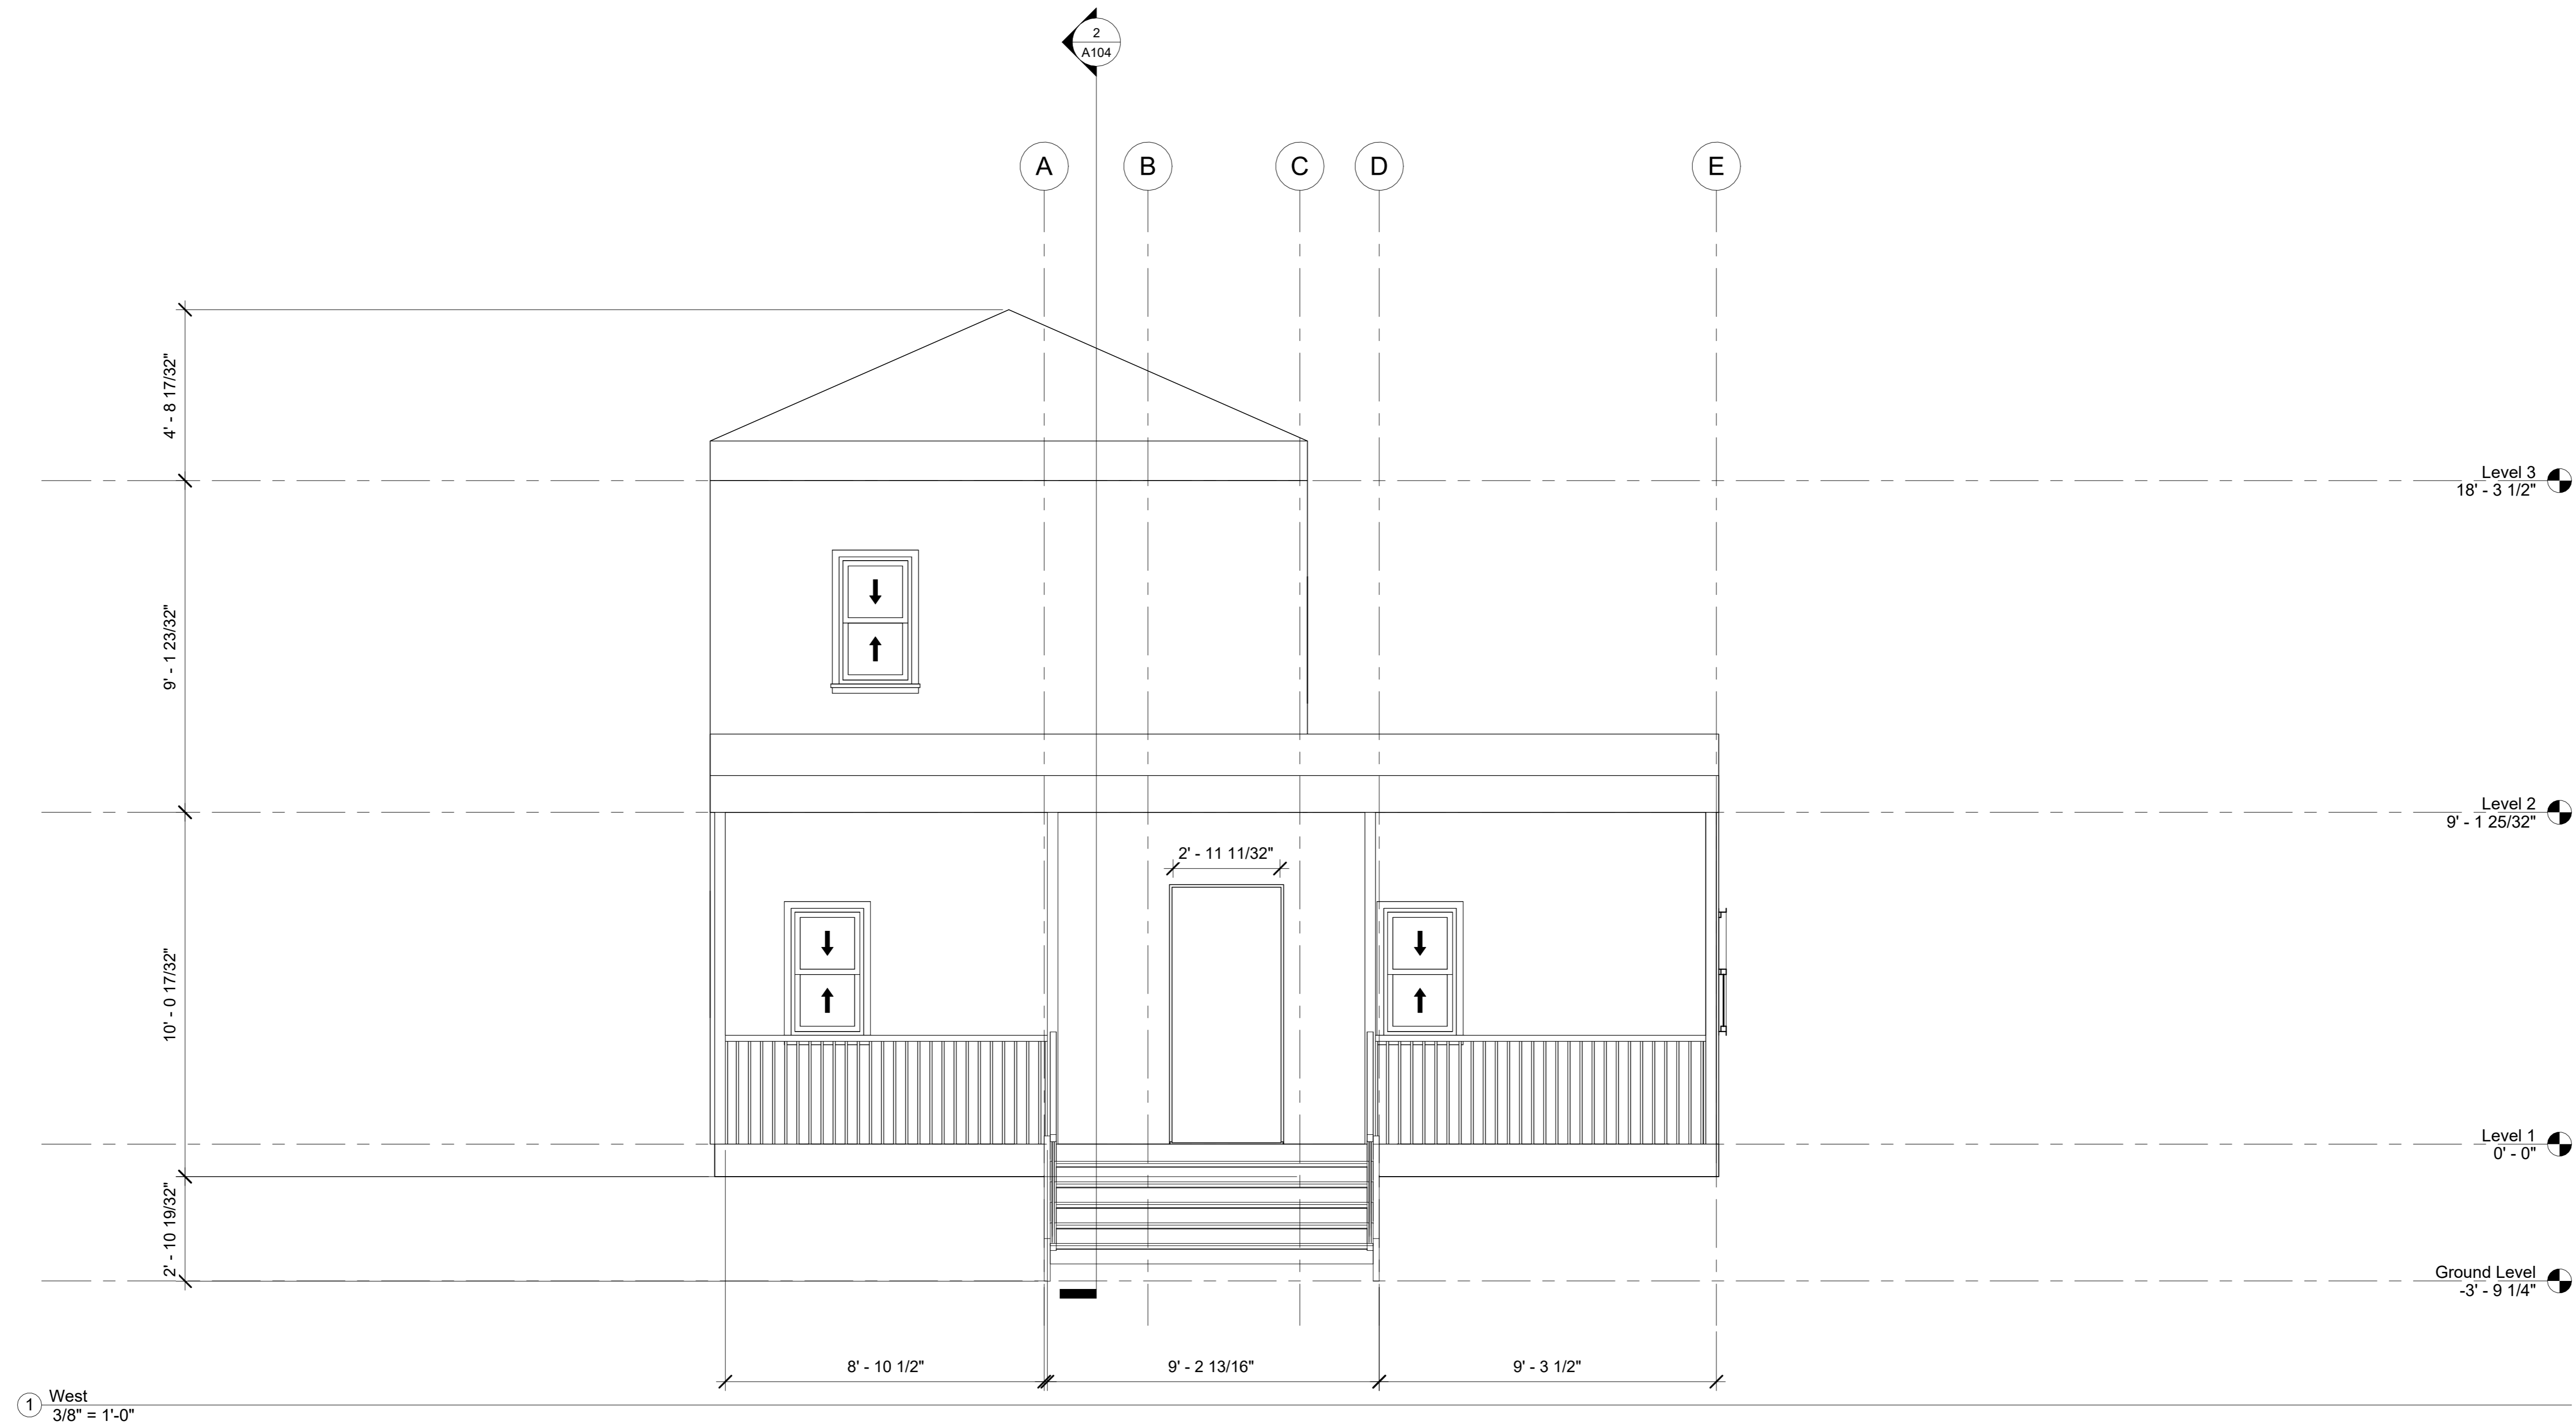 2
A104
A
B
C
D
E
4' - 8 17/32"
Level 3
18' - 3 1/2"
9' - 1 23/32"
Level 2
9' - 1 25/32"
2' - 11 11/32"
10' - 0 17/32"
Level 1
0' - 0"
2' - 10 19/32"
Ground Level
-3' - 9 1/4"
8' - 10 1/2"
9' - 2 13/16"
9' - 3 1/2"
1
West
3/8" = 1'-0"